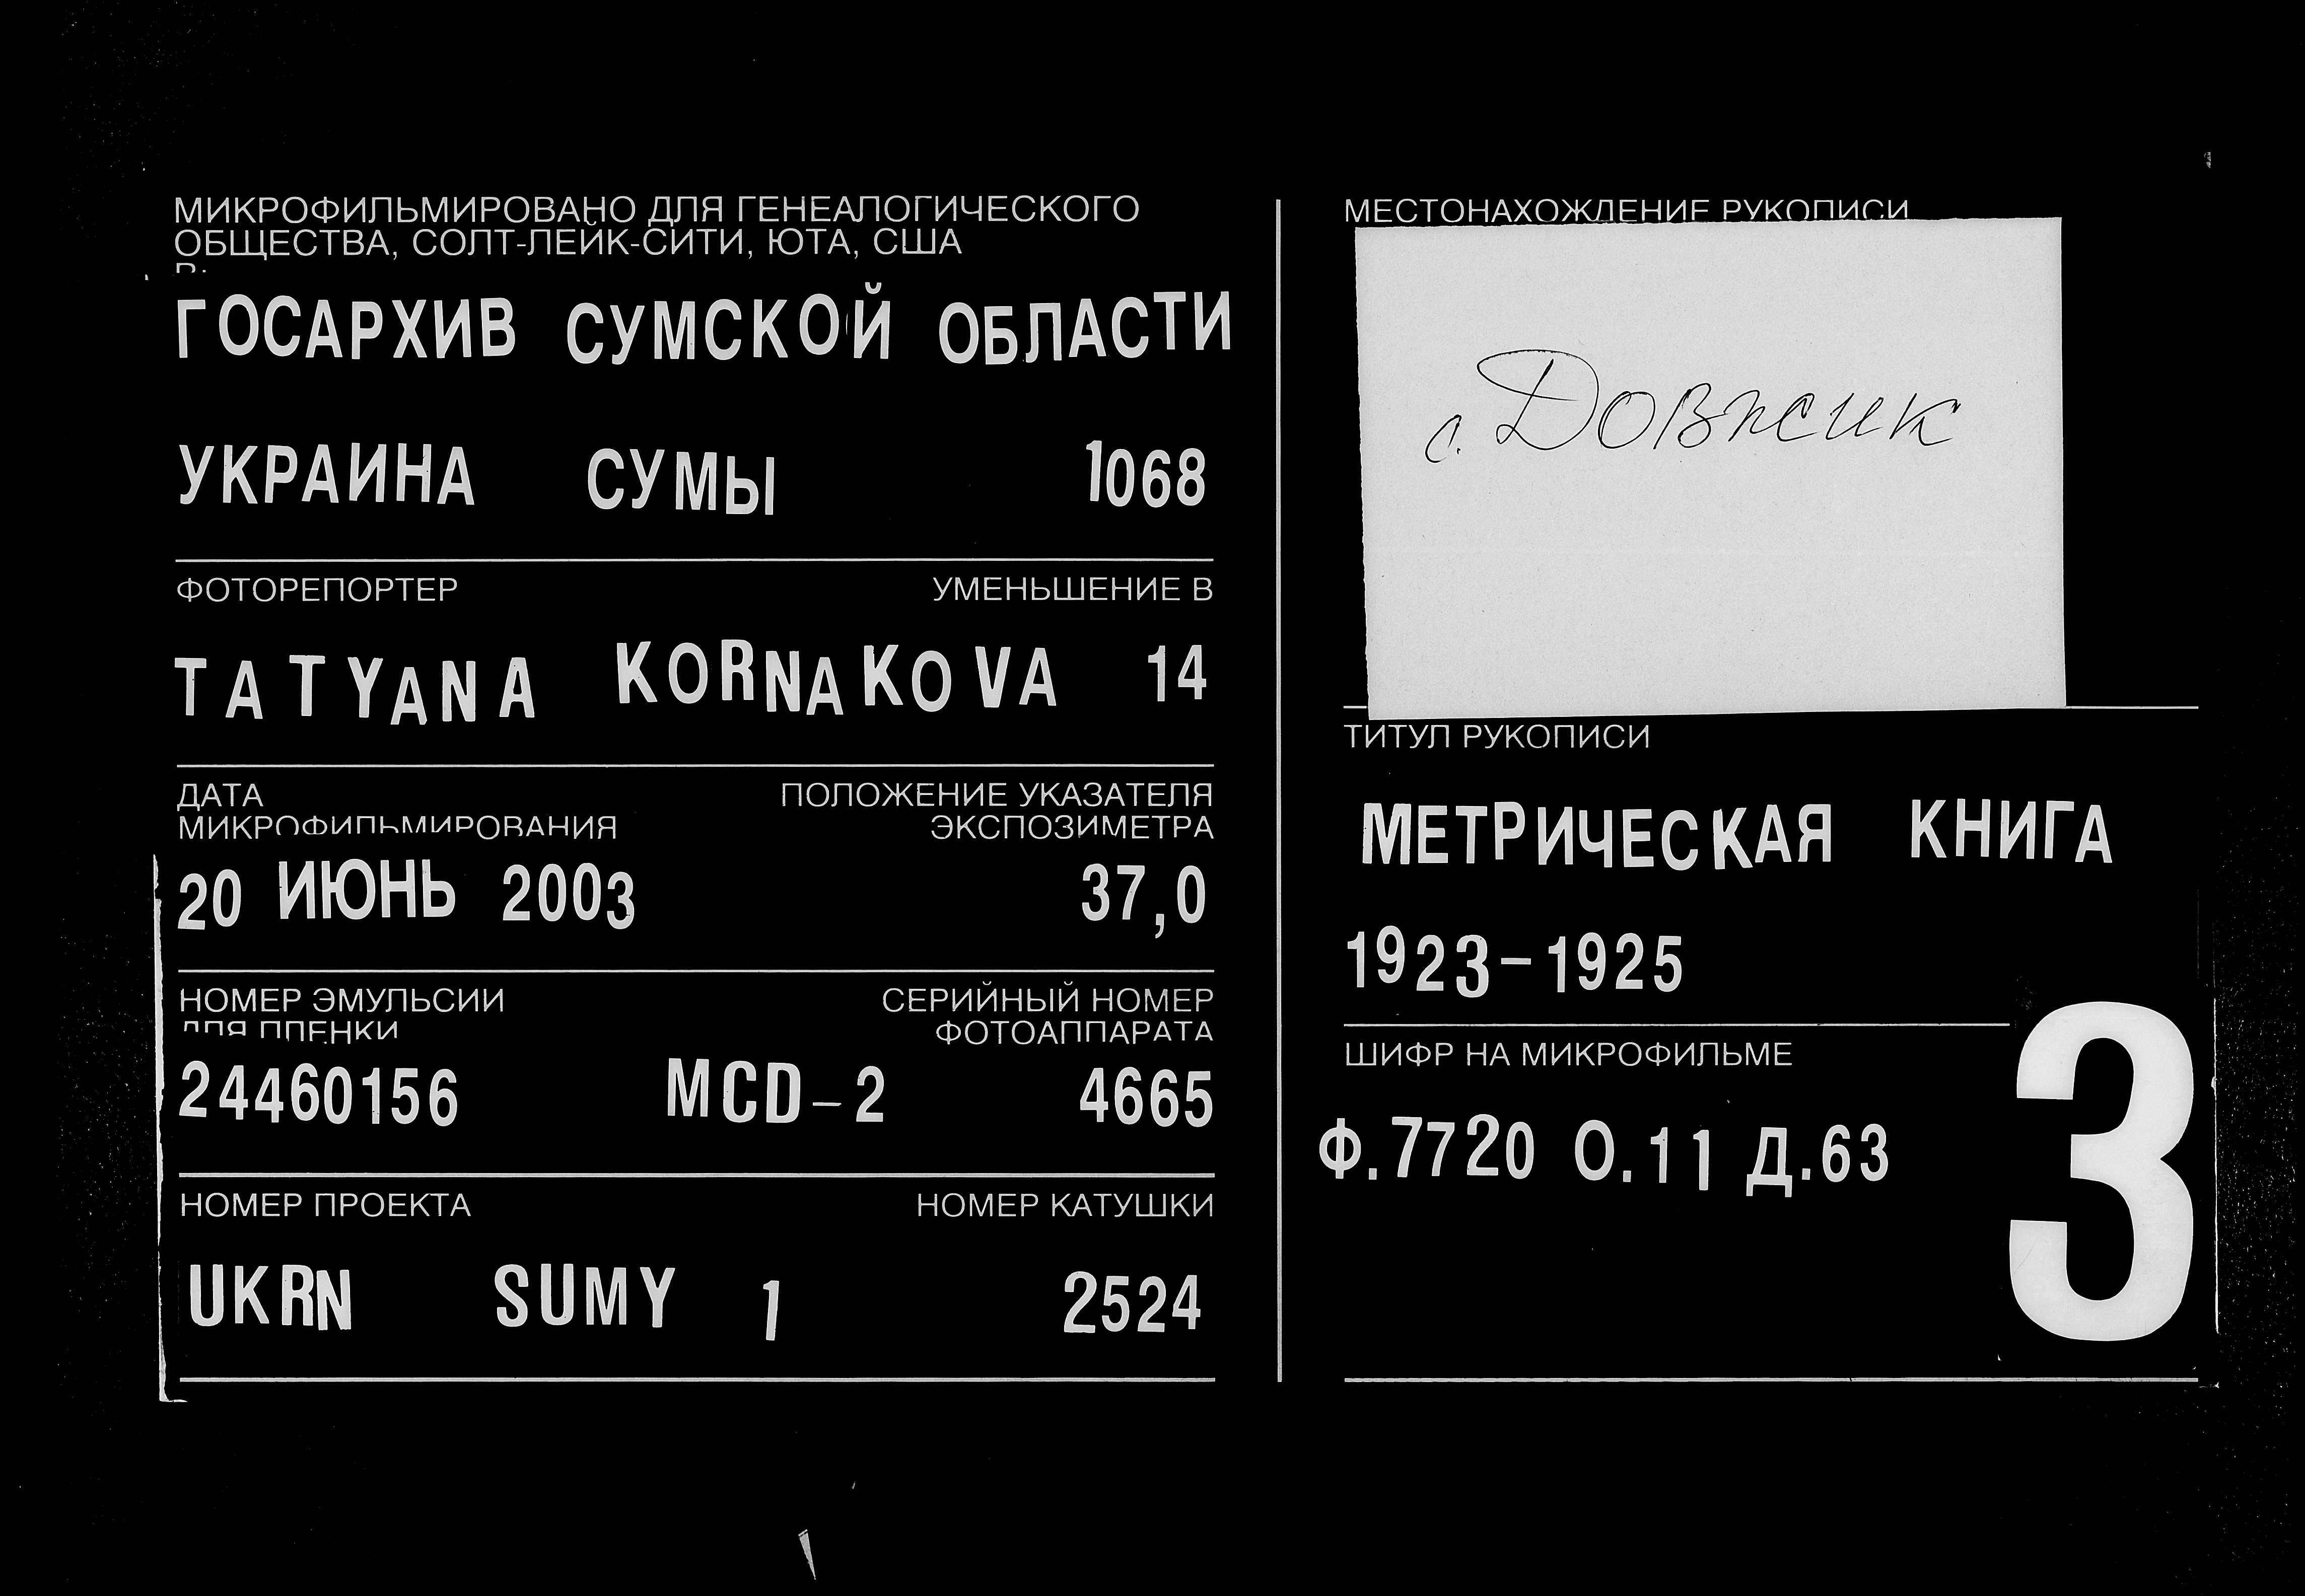 МИКРОФИЛЬМИРОВАНО ДЛЯ ГЕНЕАЛОГИЧЕСКОГО
ОБЩЕСТВА, СОЛТ-ЛЕЙК-СИТИ, ЮТА, США
В:
ГОСАРХИВ СУМСКОЙ ОБЛАСТИ
УКРАИНА СУМЫ 1068
ФОТОРЕПОРТЕР УМЕНЬШЕНИЕ В
TATYANA KORNAKOVA 14
ДАТА ПОЛОЖЕНИЕ УКАЗАТЕЛЯ
МИКРОФИЛЬМИРОВАНИЯ ЭКСПОЗИМЕТРА
20 ИЮНЬ 2003 37,0
НОМЕР ЭМУЛЬСИИ СЕРИЙНЫЙ НОМЕР
ДЛЯ ПЛЕНКИ ФОТОАППАРАТА
24460156 MCD-2 4665
НОМЕР ПРОЕКТА НОМЕР КАТУШКИ
UKRN SUMY 1 2524
МЕСТОНАХОЖДЕНИЕ РУКОПИСИ
с. Довжик
ТИТУЛ РУКОПИСИ
МЕТРИЧЕСКАЯ КНИГА
1923-1925
ШИФР НА МИКРОФИЛЬМЕ
Ф.7720 О.11 Д.63
3